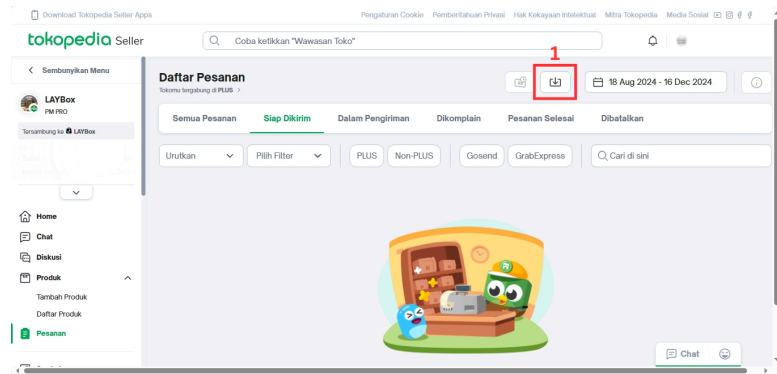 Download Tokopedia Seller Apps
Pengaturan Cookie Pemberitahuan Privasi Hak Kekayaan Intelektual Mitra Tokopedia Media Sosial
tokopedia Seller
Coba ketikkan "Wawasan Toko"
1
Sembunyikan Menu
LAYBox
PM PRO
Tersambung ke LAYBox
Daftar Pesanan
Tokomu tergabung di PLUS
18 Aug 2024 - 16 Dec 2024
Semua Pesanan Siap Dikirim Dalam Pengiriman Dikomplain Pesanan Selesai Dibatalkan
Urutkan Pilih Filter PLUS Non-PLUS Gosend GrabExpress Cari di sini
Home
Chat
Diskusi
Produk
Tambah Produk
Daftar Produk
Pesanan
Chat